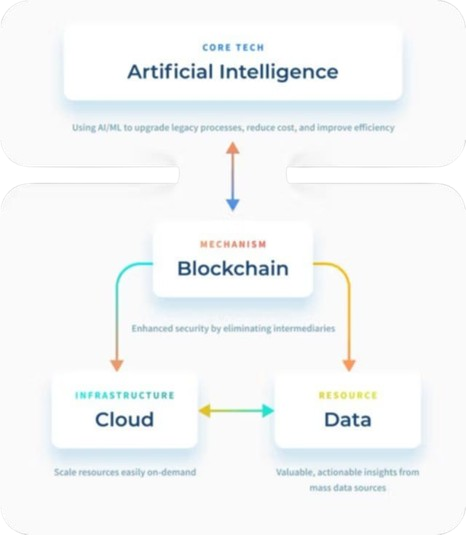 CORE TECH
Artificial Intelligence
Using AI/ML to upgrade legacy processes, reduce cost, and improve efficiency
MECHANISM
Blockchain
Enhanced security by eliminating intermediaries
INFRASTRUCTURE
Cloud
Scale resources easily on-demand
RESOURCE
Data
Valuable, actionable insights from
mass data sources